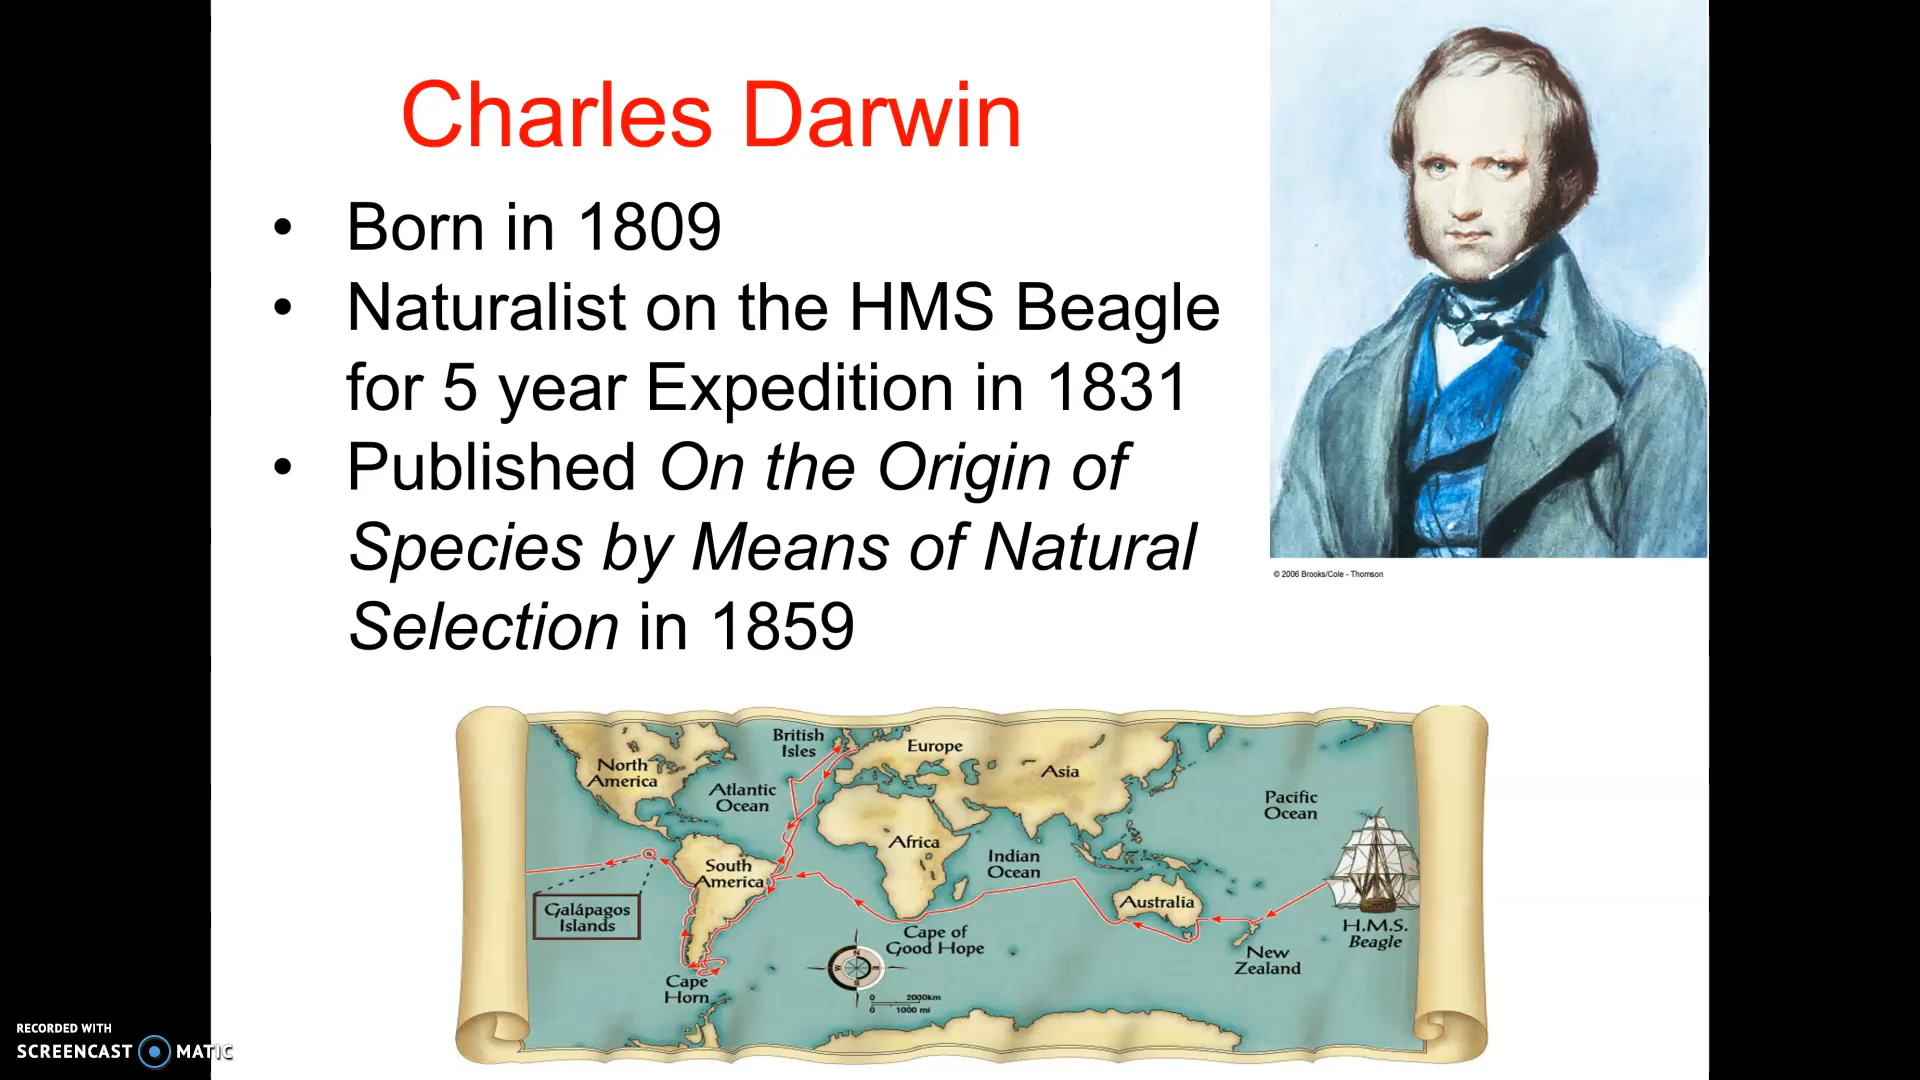 Charles Darwin
• Born in 1809
• Naturalist on the HMS Beagle
for 5 year Expedition in 1831
• Published On the Origin of
Species by Means of Natural
Selection in 1859
© 2006 Brooks/Cole - Thomson
British
Isles
Europe
North
America
Asia
Atlantic
Ocean
Pacific
Ocean
Africa
South
America
Indian
Ocean
Galápagos
Islands
Australia
Cape of
Good Hope
H.M.S.
Beagle
New
Zealand
Cape
Horn
N
W
E
S
0 2000km
0 1000 mi
RECORDED WITH
SCREENCAST MATIC